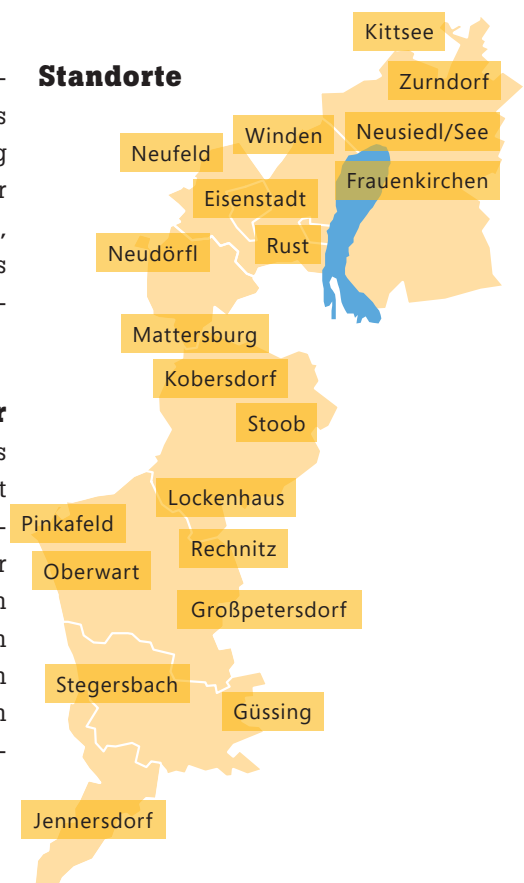 -
s
g
r
,
s
-
r
s
t
-
r
n
n
n
n
-
Standorte
Kittsee
Zurndorf
Winden
Neusiedl/See
Neufeld
Frauenkirchen
Eisenstadt
Rust
Neudörfl
Mattersburg
Kobersdorf
Stoob
Lockenhaus
Pinkafeld
Rechnitz
Oberwart
Großpetersdorf
Stegersbach
Güssing
Jennersdorf